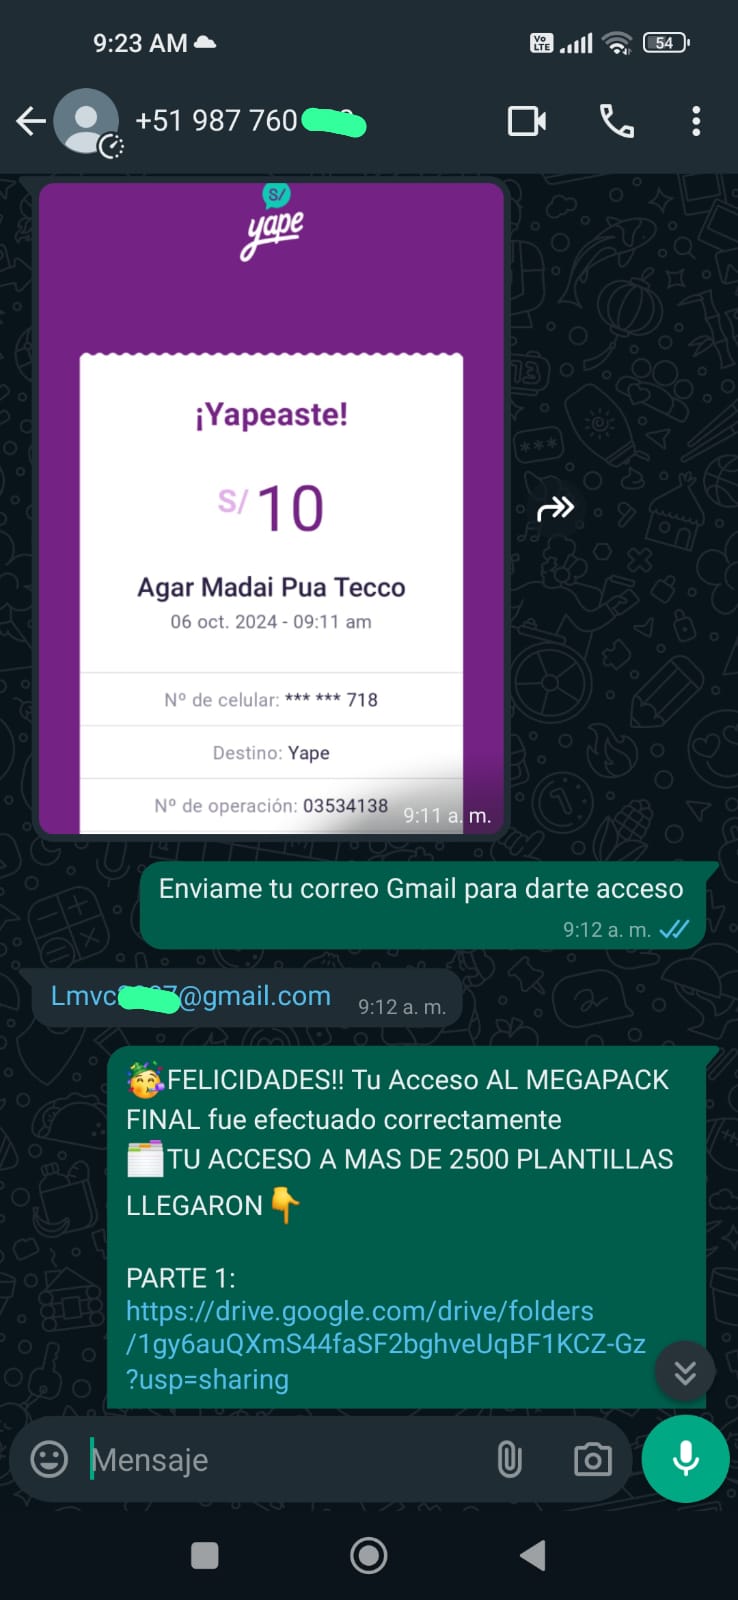 9:23 AM
Vo LTE
54
+51 987 760
S/
yape
¡Yapeaste!
S/ 10
Agar Madai Pua Tecco
06 oct. 2024 - 09:11 am
Nº de celular: *** *** 718
Destino: Yape
Nº de operación: 03534138
9:11 a. m.
Enviame tu correo Gmail para darte acceso
9:12 a. m.
Lmvc @gmail.com
9:12 a. m.
FELICIDADES!! Tu Acceso AL MEGAPACK
FINAL fue efectuado correctamente
TU ACCESO A MAS DE 2500 PLANTILLAS
LLEGARON
PARTE 1:
https://drive.google.com/drive/folders
/1gy6auQXmS44faSF2bghveUqBF1KCZ-Gz
?usp=sharing
Mensaje